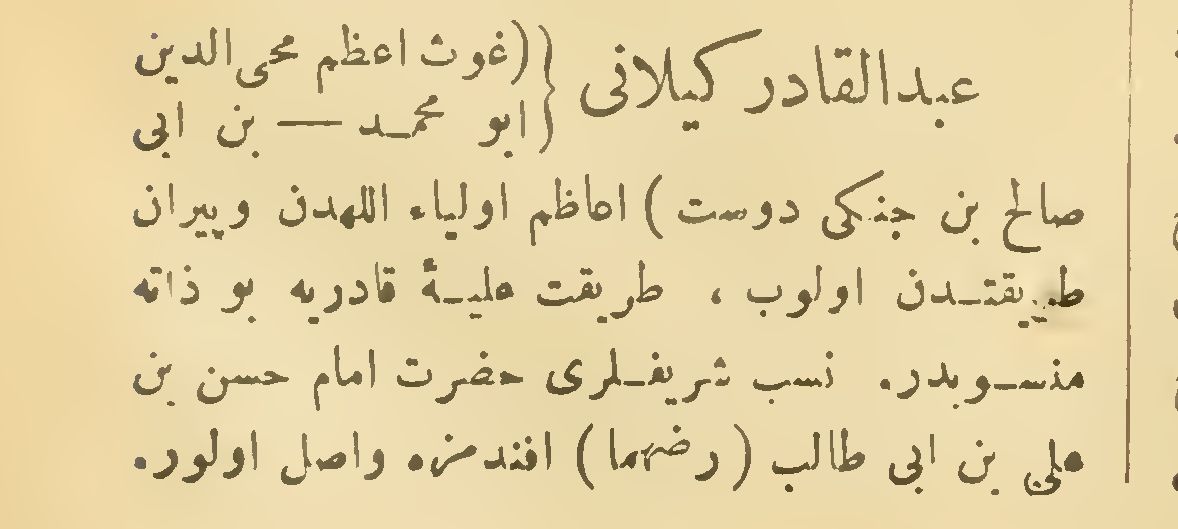 عبدالقادر كيلانى { (غوث اعظم محى الدين
ابو محمد — بن ابى
صالح بن جنكى دوست ) اعاظم اولياء اللهدن وپيران
طريقتدن اولوب ، طريقت عليۀ قادريه بو ذاته
منسوبدر. نسب شريفلرى حضرت امام حسن بن
على بن ابى طالب ( رضهما ) افندمزه واصل اولور.